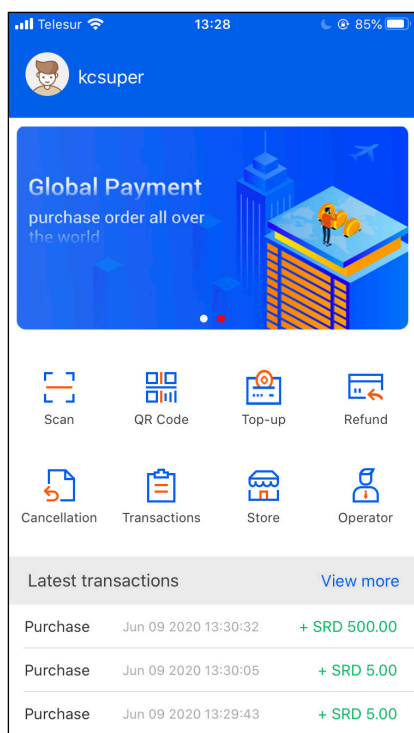 Telesur 13:28 85%
kcsuper
Global Payment
purchase order all over
the world
Scan QR Code Top-up Refund
Cancellation Transactions Store Operator
Latest transactions View more
Purchase Jun 09 2020 13:30:32 + SRD 500.00
Purchase Jun 09 2020 13:30:05 + SRD 5.00
Purchase Jun 09 2020 13:29:43 + SRD 5.00